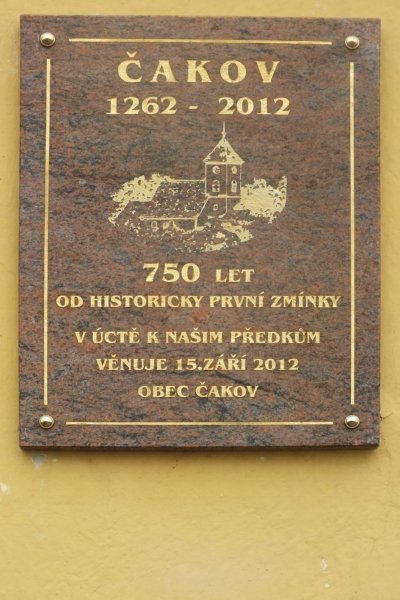 ČAKOV
1262 - 2012
750 LET
OD HISTORICKY PRVNÍ ZMÍNKY
V ÚCTĚ K NAŠIM PŘEDKŮM
VĚNUJE 15.ZÁŘÍ 2012
OBEC ČAKOV